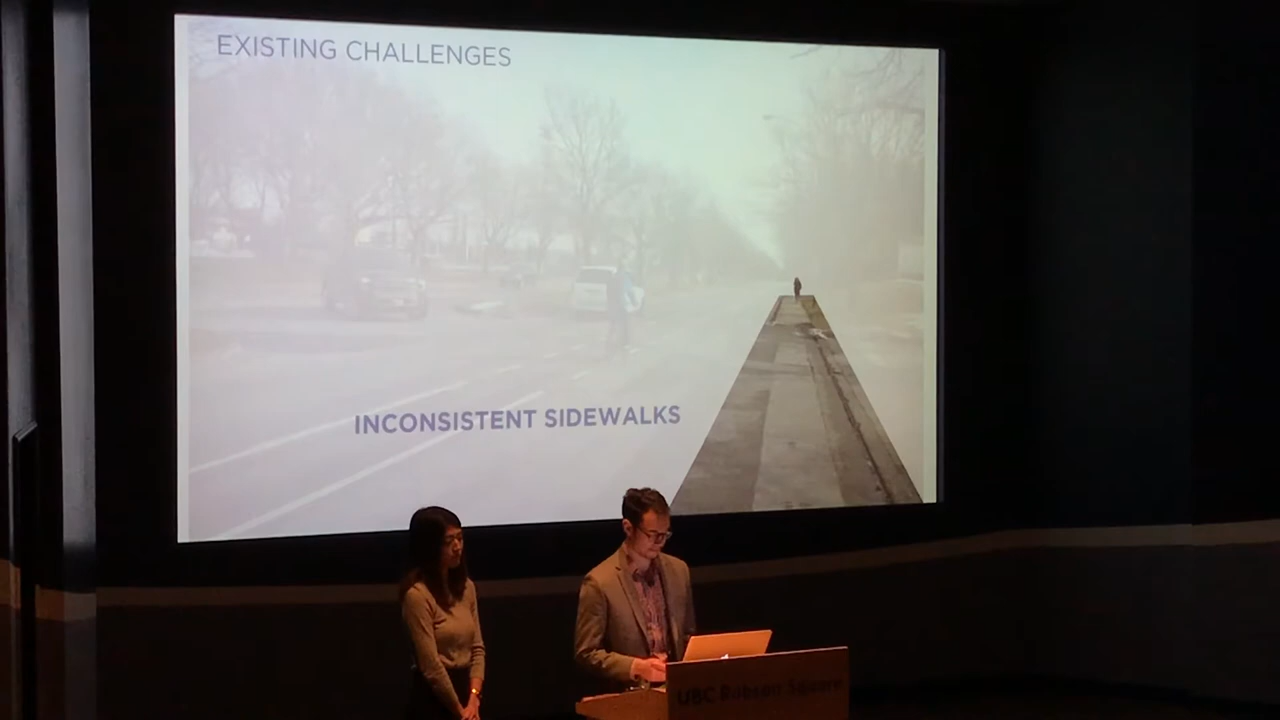 EXISTING CHALLENGES
INCONSISTENT SIDEWALKS
UBC Robson Square